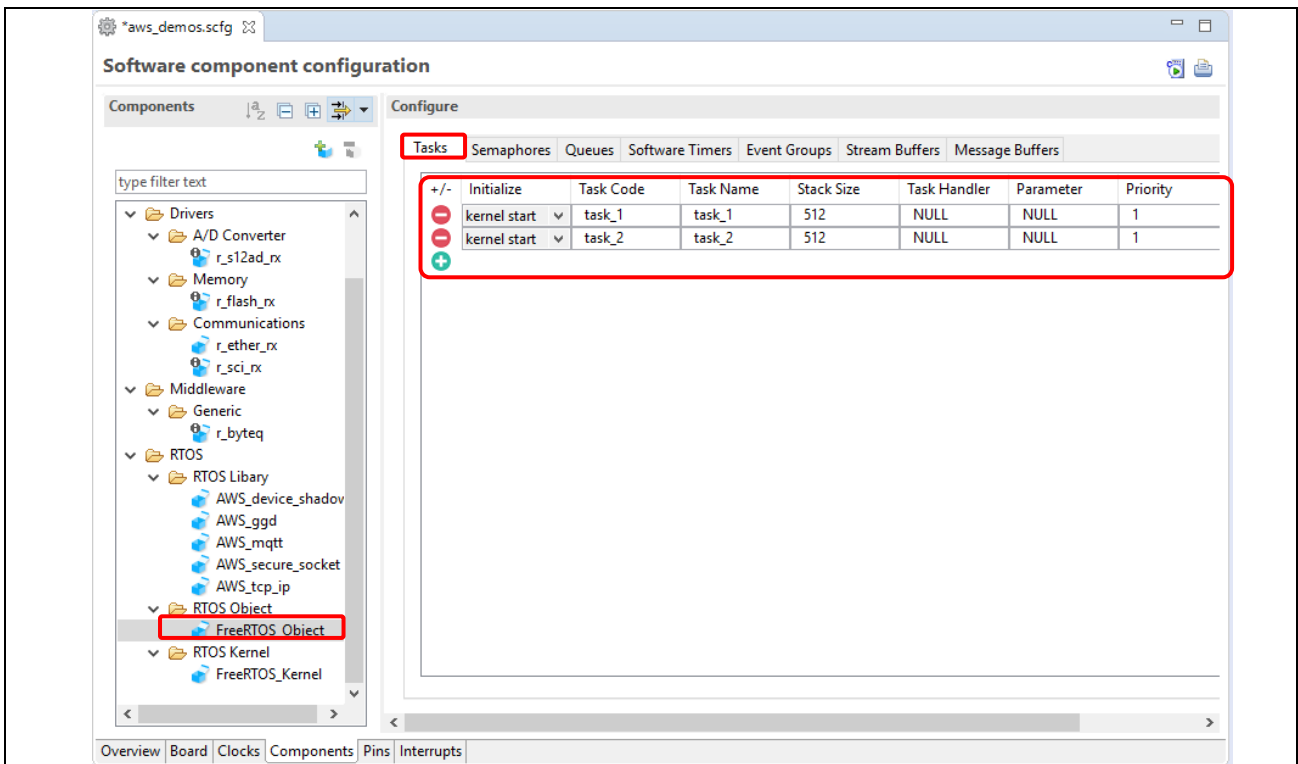 *aws_demos.scfg
Software component configuration
Components
Configure
type filter text
Drivers
A/D Converter
r_s12ad_rx
Memory
r_flash_rx
Communications
r_ether_rx
r_sci_rx
Middleware
Generic
r_byteq
RTOS
RTOS Libary
AWS_device_shadov
AWS_ggd
AWS_mqtt
AWS_secure_socket
AWS_tcp_ip
RTOS Object
FreeRTOS_Object
RTOS Kernel
FreeRTOS_Kernel
Tasks Semaphores Queues Software Timers Event Groups Stream Buffers Message Buffers
+/- Initialize Task Code Task Name Stack Size Task Handler Parameter Priority
kernel start task_1 task_1 512 NULL NULL 1
kernel start task_2 task_2 512 NULL NULL 1
Overview Board Clocks Components Pins Interrupts